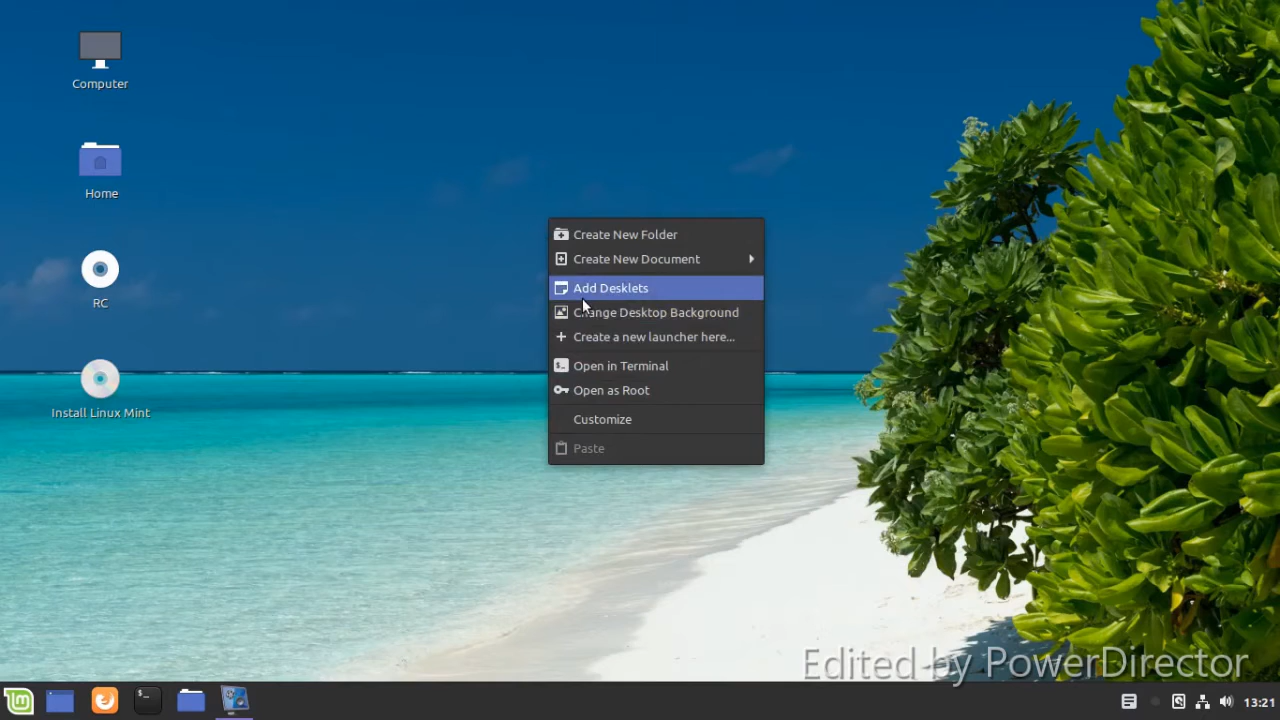 Computer
Home
RC
Install Linux Mint
Create New Folder
Create New Document
Add Desklets
Change Desktop Background
Create a new launcher here...
Open in Terminal
Open as Root
Customize
Paste
Edited by PowerDirector
13:21